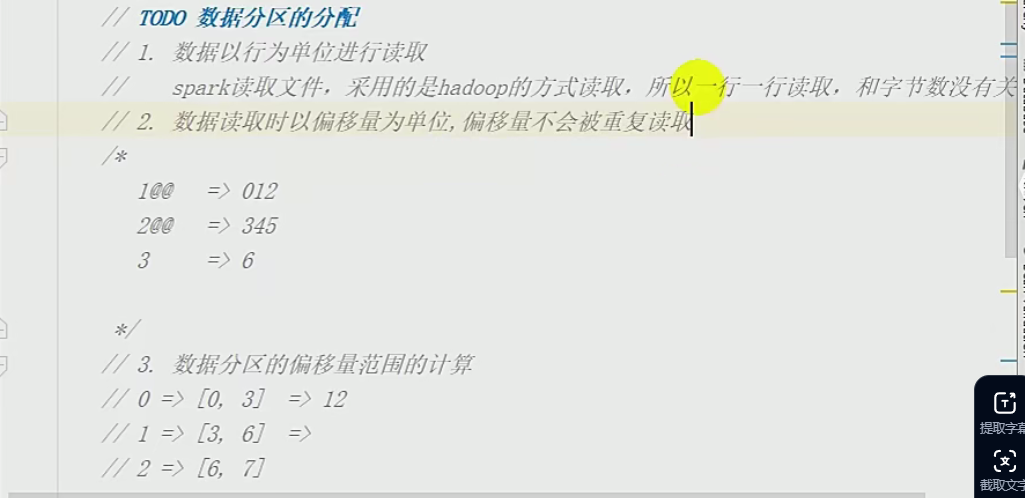 // TODO 数据分区的分配
// 1. 数据以行为单位进行读取
//    spark读取文件，采用的是hadoop的方式读取，所以一行一行读取，和字节数没有关
// 2. 数据读取时以偏移量为单位,偏移量不会被重复读取
/*
1@@ => 012
2@@ => 345
3 => 6
*/
// 3. 数据分区的偏移量范围的计算
// 0 => [0, 3] => 12
// 1 => [3, 6] =>
// 2 => [6, 7]
提取字幕
截取文字